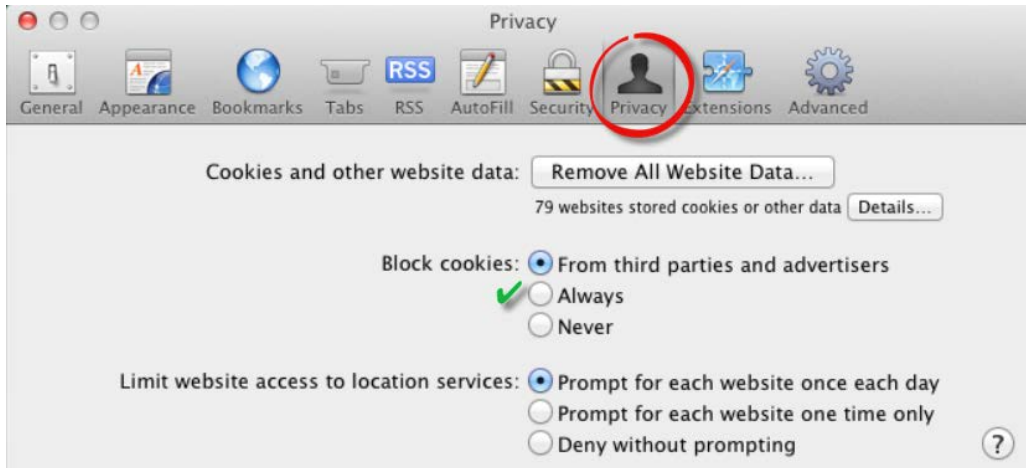 Privacy
RSS
General Appearance Bookmarks Tabs RSS AutoFill Security Privacy Extensions Advanced
Cookies and other website data: Remove All Website Data...
79 websites stored cookies or other data Details...
Block cookies: From third parties and advertisers
Always
Never
Limit website access to location services: Prompt for each website once each day
Prompt for each website one time only
Deny without prompting
?